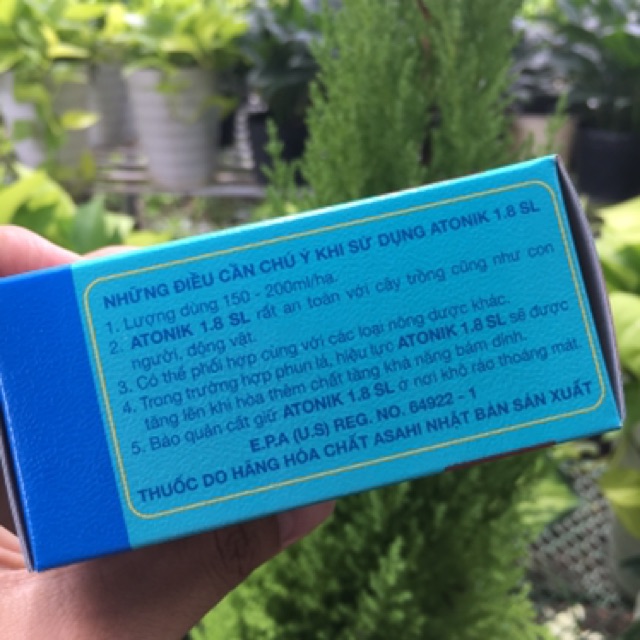 NHỮNG ĐIỀU CẦN CHÚ Ý KHI SỬ DỤNG ATONIK 1.8 SL
1. Lượng dùng 150 - 200ml/ha.
2. ATONIK 1.8 SL rất an toàn với cây trồng cũng như con
người, động vật.
3. Có thể phối hợp cùng với các loại nông dược khác.
4. Trong trường hợp phun lá, hiệu lực ATONIK 1.8 SL sẽ được
tăng lên khi hòa thêm chất tăng khả năng bám dính.
5. Bảo quản cất giữ ATONIK 1.8 SL ở nơi khô ráo thoáng mát.
E.P.A (U.S) REG. NO. 64922 - 1
THUỐC DO HÃNG HÓA CHẤT ASAHI NHẬT BẢN SẢN XUẤT